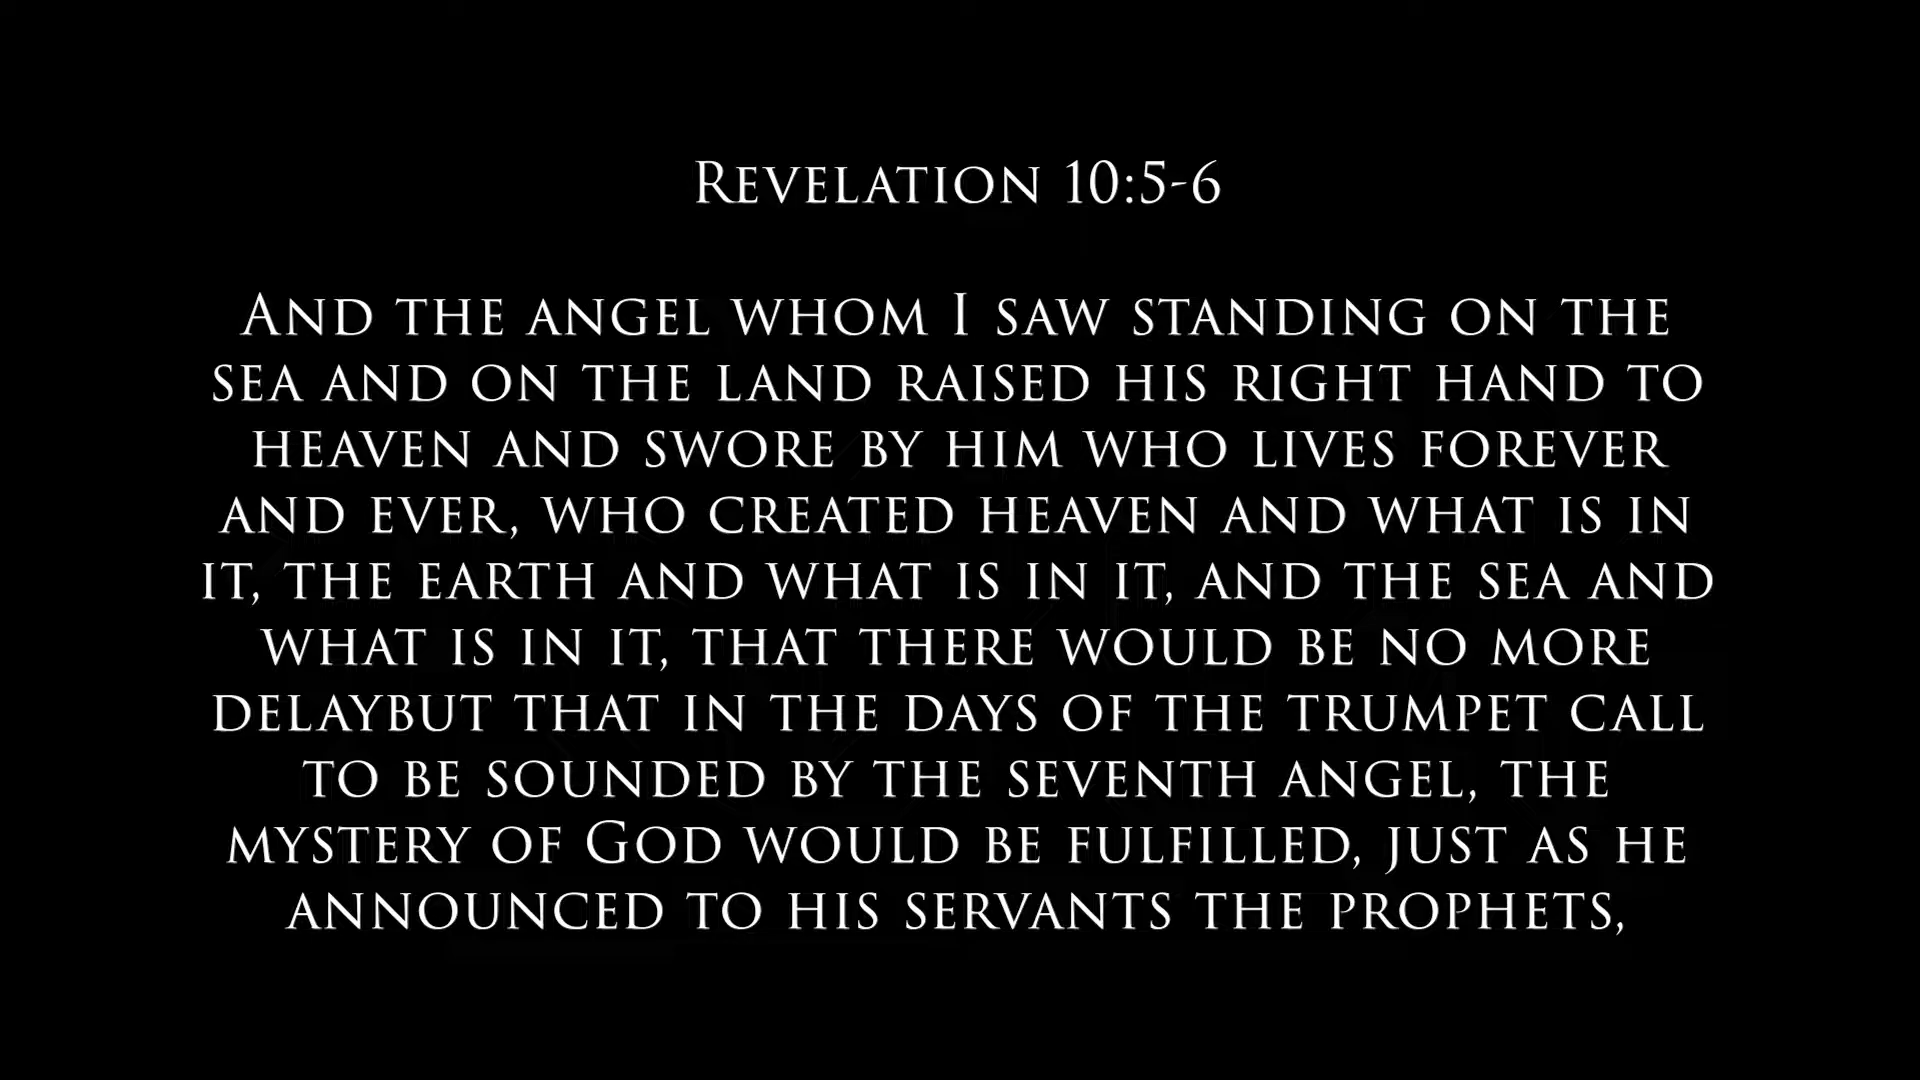 Revelation 10:5-6
And the angel whom I saw standing on the
sea and on the land raised his right hand to
heaven and swore by him who lives forever
and ever, who created heaven and what is in
it, the earth and what is in it, and the sea and
what is in it, that there would be no more
delaybut that in the days of the trumpet call
to be sounded by the seventh angel, the
mystery of God would be fulfilled, just as he
announced to his servants the prophets,